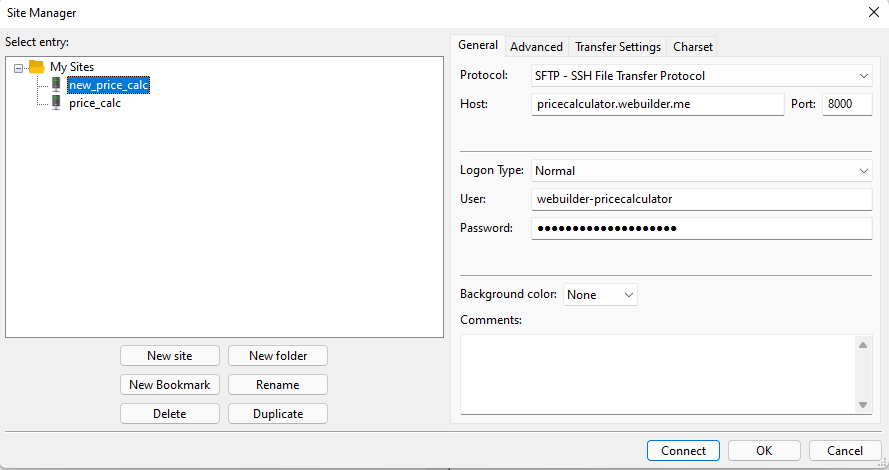 Site Manager
Select entry:
My Sites
new_price_calc
price_calc
New site
New folder
New Bookmark
Rename
Delete
Duplicate
General
Advanced
Transfer Settings
Charset
Protocol:
SFTP - SSH File Transfer Protocol
Host:
pricecalculator.webuilder.me
Port:
8000
Logon Type:
Normal
User:
webuilder-pricecalculator
Password:
●●●●●●●●●●●●●●●●●●●●
Background color:
None
Comments:
Connect
OK
Cancel